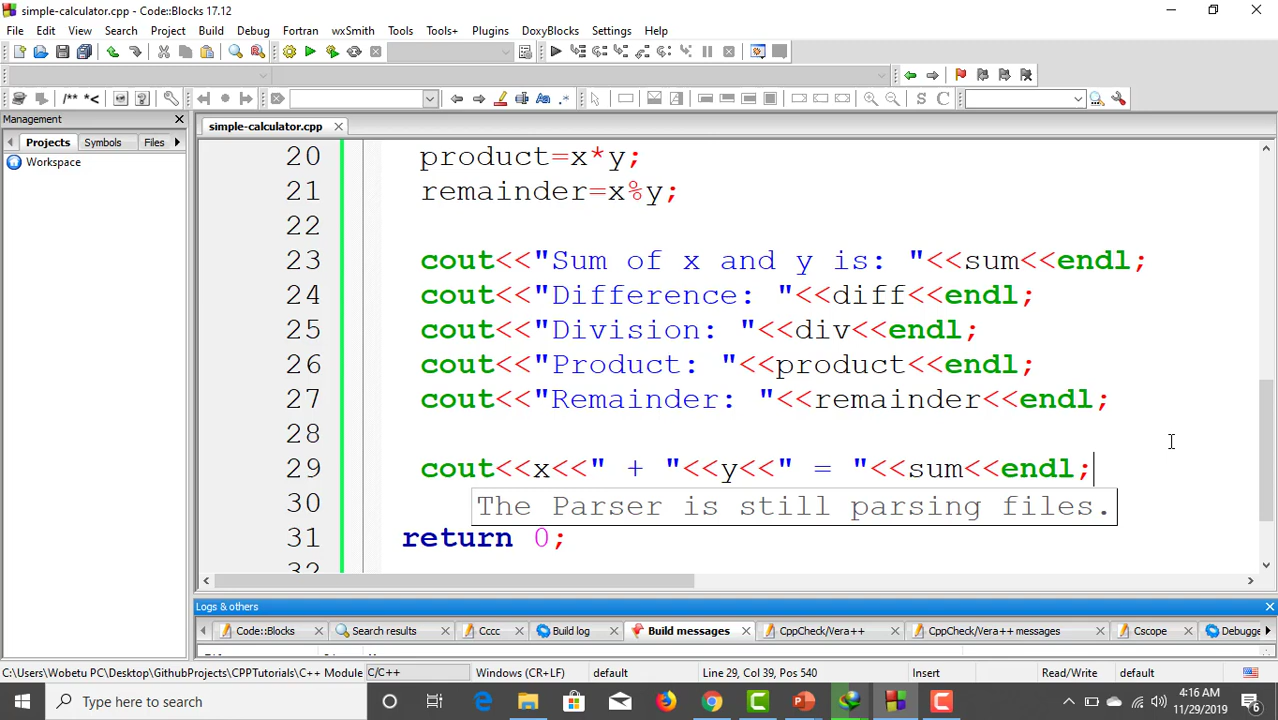 simple-calculator.cpp - Code::Blocks 17.12
File Edit View Search Project Build Debug Fortran wxSmith Tools Tools+ Plugins DoxyBlocks Settings Help
/** *<
S C
Management
simple-calculator.cpp
Projects Symbols Files
Workspace
20 product=x*y;
21 remainder=x%y;
22
23 cout<<"Sum of x and y is: "<<sum<<endl;
24 cout<<"Difference: "<<diff<<endl;
25 cout<<"Division: "<<div<<endl;
26 cout<<"Product: "<<product<<endl;
27 cout<<"Remainder: "<<remainder<<endl;
28
29 cout<<x<<" + "<<y<<" = "<<sum<<endl;
30 The Parser is still parsing files.
31 return 0;
32
Logs & others
Code::Blocks Search results Cccc Build log Build messages CppCheck/Vera++ CppCheck/Vera++ messages Cscope Debugge
C:\Users\Wobetu PC\Desktop\GithubProjects\CPPTutorials\C++ Module C/C++ Windows (CR+LF) default Line 29, Col 39, Pos 540 Insert Read/Write default
Type here to search
4:16 AM
11/29/2019
6